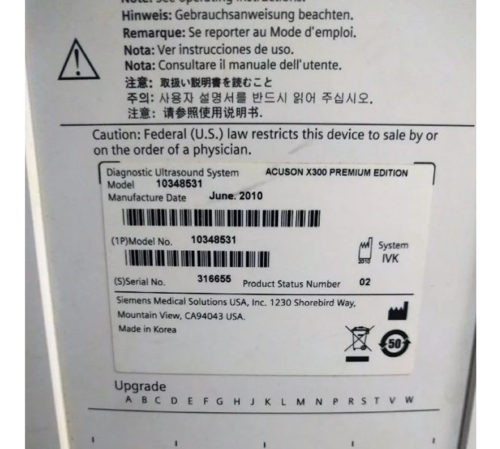 Note: See operating instructions.
Hinweis: Gebrauchsanweisung beachten.
Remarque: Se reporter au Mode d'emploi.
Nota: Ver instrucciones de uso.
Nota: Consultare il manuale dell'utente.
注意: 取扱い説明書を読むこと
주의: 사용자 설명서를 반드시 읽어 주십시오.
注意: 请参照使用说明书.
Caution: Federal (U.S.) law restricts this device to sale by or
on the order of a physician.
Diagnostic Ultrasound System ACUSON X300 PREMIUM EDITION
Model 10348531
Manufacture Date June. 2010
(1P)Model No. 10348531
System
2010 IVK
(S)Serial No. 316655 Product Status Number 02
Siemens Medical Solutions USA, Inc. 1230 Shorebird Way,
Mountain View, CA94043 USA.
Made in Korea
50
Upgrade
A B C D E F G H J K L M N P R S T V W